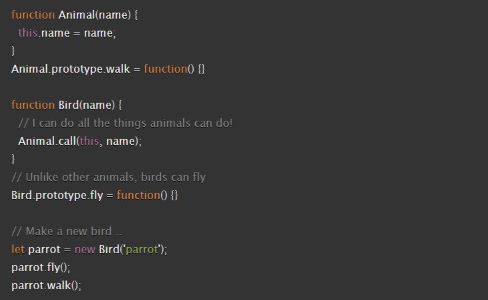 function Animal(name) {
this.name = name;
}
Animal.prototype.walk = function() {}
function Bird(name) {
// I can do all the things animals can do!
Animal.call(this, name);
}
// Unlike other animals, birds can fly
Bird.prototype.fly = function() {}
// Make a new bird ...
let parrot = new Bird('parrot');
parrot.fly();
parrot.walk();